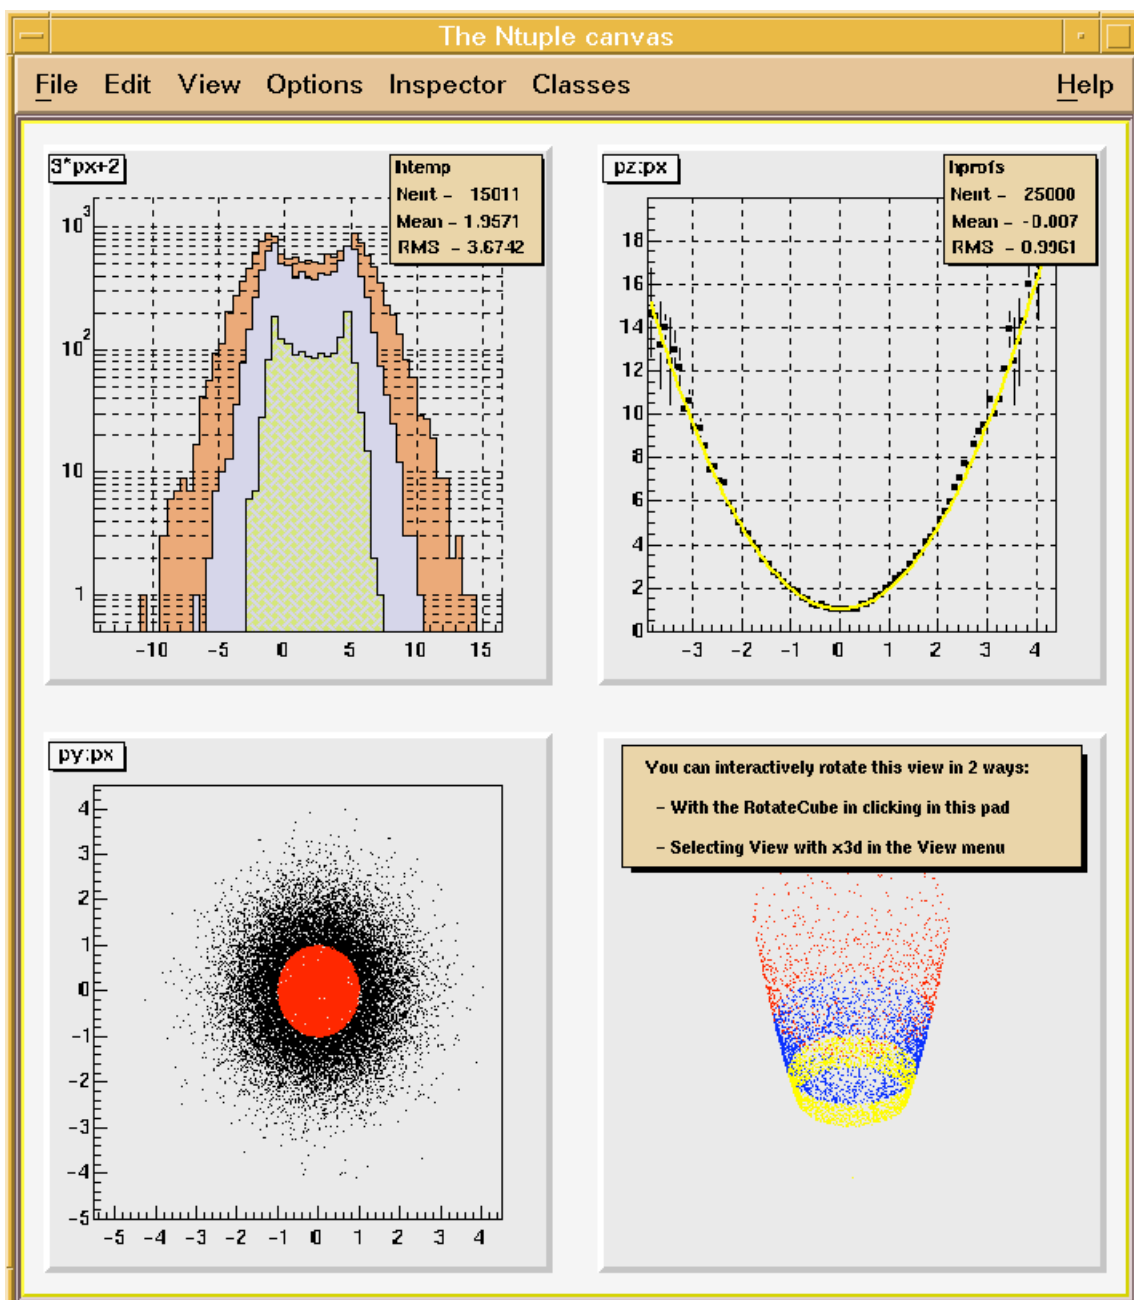 The Ntuple canvas
File Edit View Options Inspector Classes Help
3*px+2
htemp
Nent = 15011
Mean = 1.9571
RMS = 3.6742
10³
10²
10
1
-10 -5 0 5 10 15
pz:px
hprofs
Nent = 25000
Mean = -0.007
RMS = 0.9961
18
16
14
12
10
8
6
4
2
0
-3 -2 -1 0 1 2 3 4
py:px
4
3
2
1
0
-1
-2
-3
-4
-5
-5 -4 -3 -2 -1 0 1 2 3 4
You can interactively rotate this view in 2 ways:
- With the RotateCube in clicking in this pad
- Selecting View with x3d in the View menu